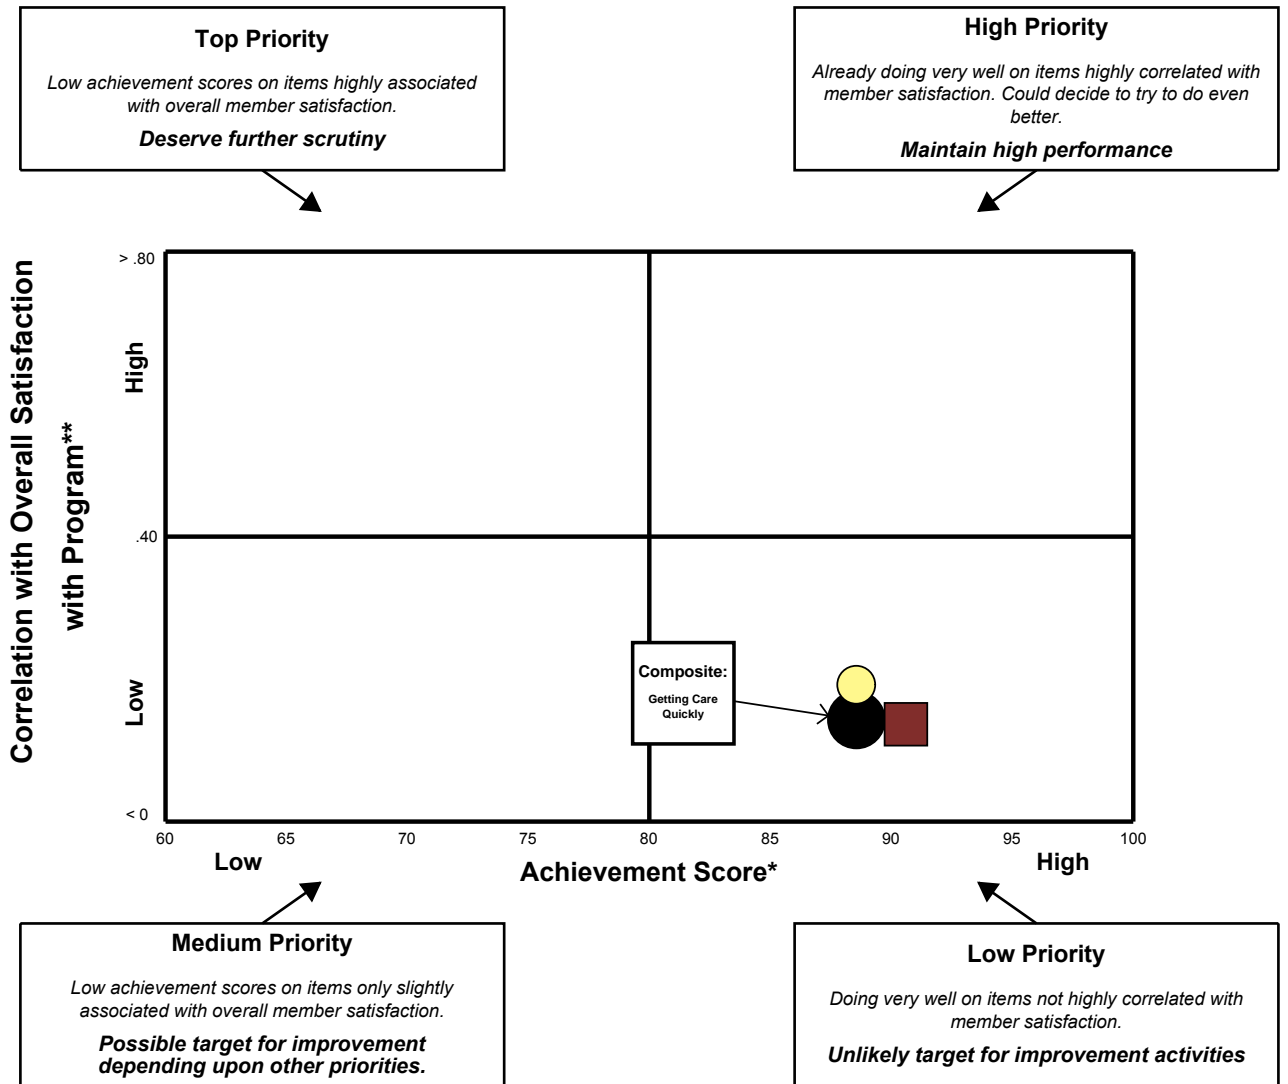 Top Priority
Low achievement scores on items highly associated
with overall member satisfaction.
Deserve further scrutiny
High Priority
Already doing very well on items highly correlated with
member satisfaction. Could decide to try to do even
better.
Maintain high performance
Correlation with Overall Satisfaction
with Program**
> .80
High
.40
Low
< 0
Composite:
Getting Care
Quickly
60 65 70 75 80 85 90 95 100
Low Achievement Score* High
Medium Priority
Low achievement scores on items only slightly
associated with overall member satisfaction.
Possible target for improvement
depending upon other priorities.
Low Priority
Doing very well on items not highly correlated with
member satisfaction.
Unlikely target for improvement activities